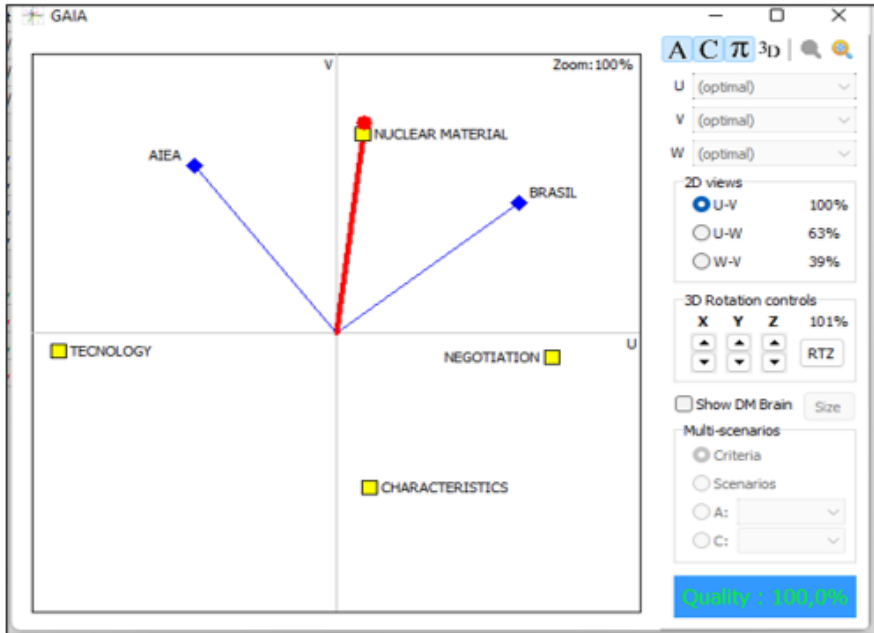 GAIA
V
Zoom:100%
NUCLEAR MATERIAL
AIEA
BRASIL
TECNOLOGY
U
NEGOTIATION
CHARACTERISTICS
A C π 3D
U (optimal)
V (optimal)
W (optimal)
2D views
U-V 100%
U-W 63%
W-V 39%
3D Rotation controls
X Y Z 101%
RTZ
Show DM Brain Size
Multi-scenarios
Criteria
Scenarios
A:
C:
Quality : 100,0%